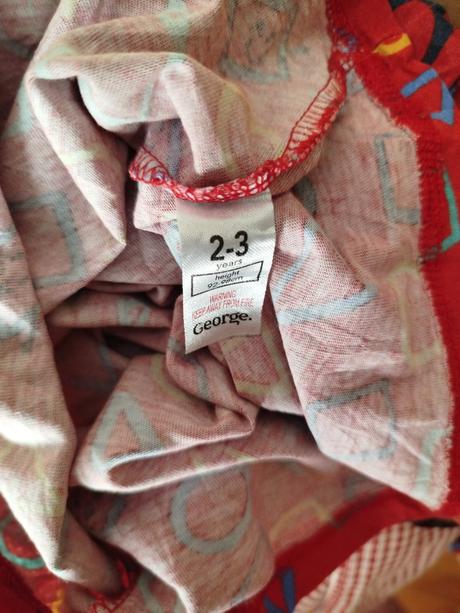 2-3
years
height
92-98cm
WARNING
KEEP AWAY FROM FIRE
George.